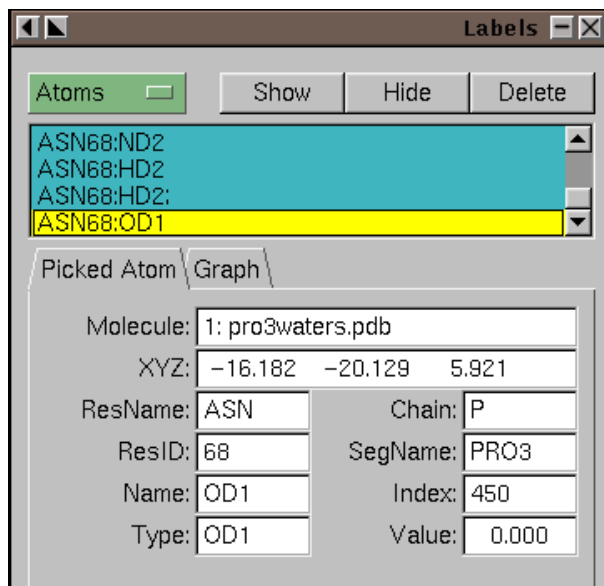 Labels
Atoms Show Hide Delete
ASN68:ND2
ASN68:HD2
ASN68:HD2:
ASN68:OD1
Picked Atom Graph
Molecule: 1: pro3waters.pdb
XYZ: -16.182 -20.129 5.921
ResName: ASN Chain: P
ResID: 68 SegName: PRO3
Name: OD1 Index: 450
Type: OD1 Value: 0.000